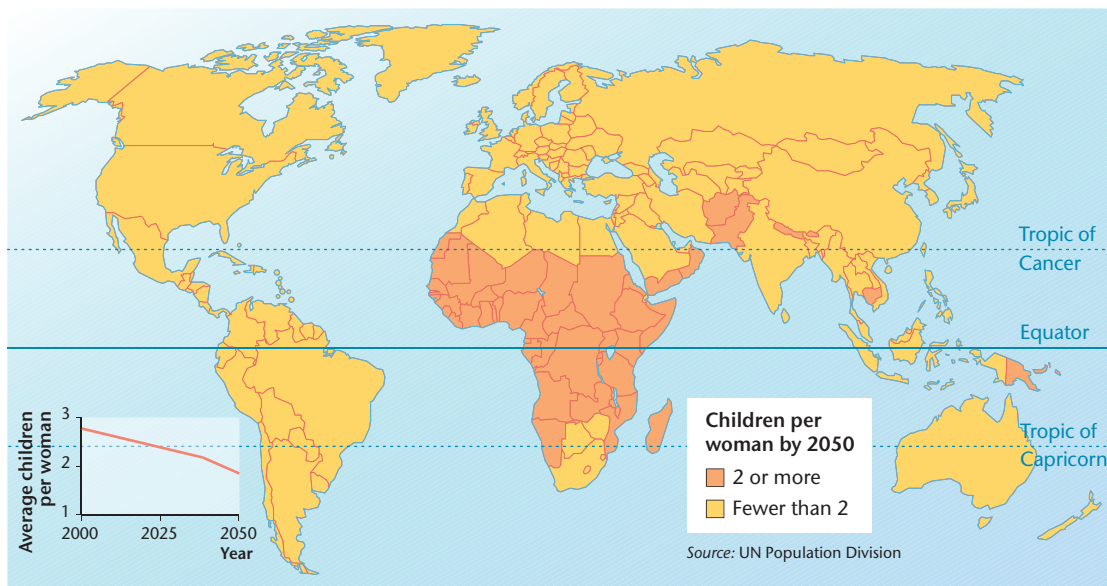 Tropic of
Cancer
Equator
Tropic of
Capricorn
Average children
per woman
3
2
1
2000
2025
2050
Year
Children per
woman by 2050
2 or more
Fewer than 2
Source: UN Population Division